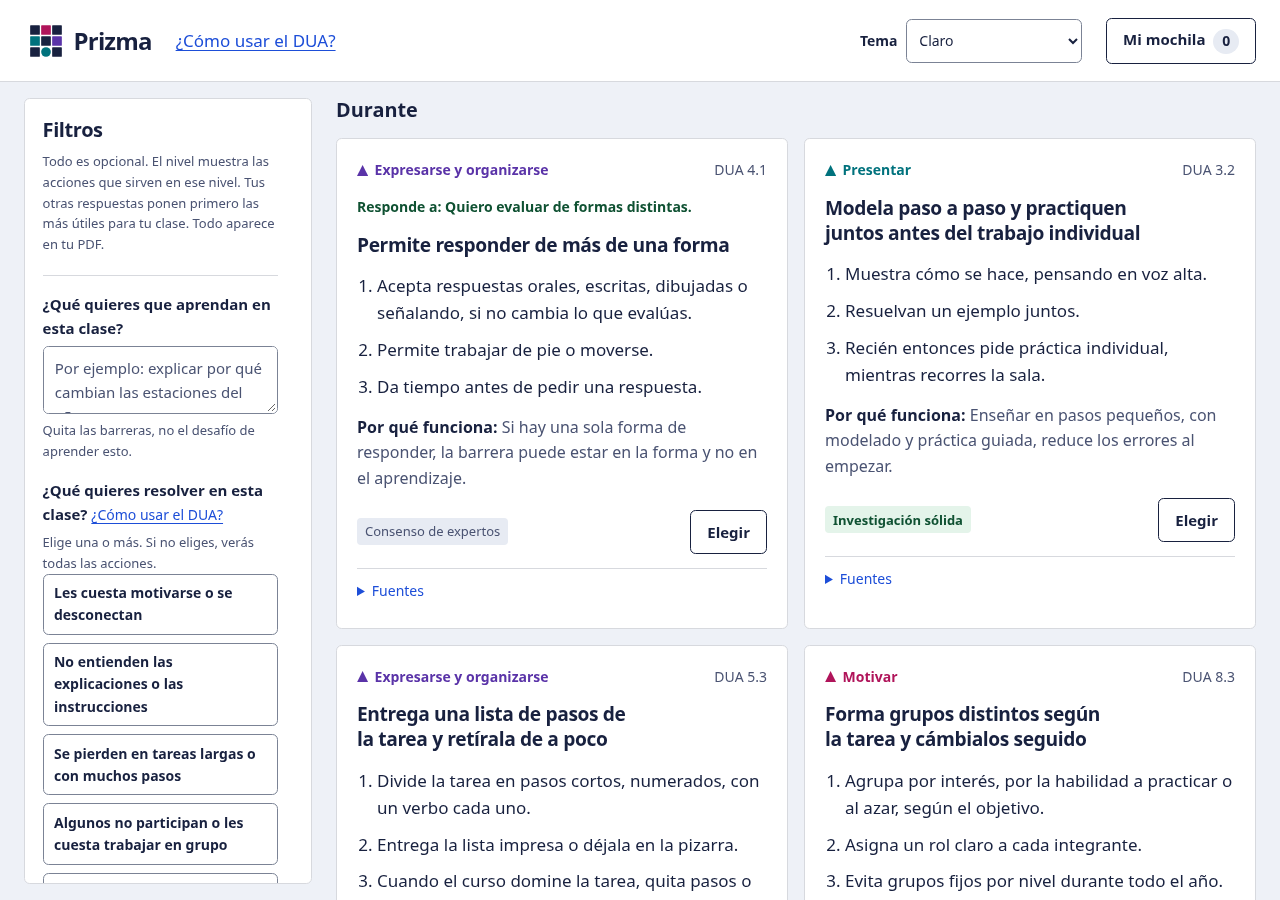 Prizma
¿Cómo usar el DUA?
Tema
Claro
Mi mochila 0
Filtros
Todo es opcional. El nivel muestra las
acciones que sirven en ese nivel. Tus
otras respuestas ponen primero las
más útiles para tu clase. Todo aparece
en tu PDF.
¿Qué quieres que aprendan en
esta clase?
Por ejemplo: explicar por qué
cambian las estaciones del
Quita las barreras, no el desafío de
aprender esto.
¿Qué quieres resolver en esta
clase? ¿Cómo usar el DUA?
Elige una o más. Si no eliges, verás
todas las acciones.
Les cuesta motivarse o se
desconectan
No entienden las
explicaciones o las
instrucciones
Se pierden en tareas largas o
con muchos pasos
Algunos no participan o les
cuesta trabajar en grupo
Durante
▲ Expresarse y organizarse
DUA 4.1
Responde a: Quiero evaluar de formas distintas.
Permite responder de más de una forma
1. Acepta respuestas orales, escritas, dibujadas o
señalando, si no cambia lo que evalúas.
2. Permite trabajar de pie o moverse.
3. Da tiempo antes de pedir una respuesta.
Por qué funciona: Si hay una sola forma de
responder, la barrera puede estar en la forma y no en
el aprendizaje.
Consenso de expertos
Elegir
▶ Fuentes
▲ Presentar
DUA 3.2
Modela paso a paso y practiquen
juntos antes del trabajo individual
1. Muestra cómo se hace, pensando en voz alta.
2. Resuelvan un ejemplo juntos.
3. Recién entonces pide práctica individual,
mientras recorres la sala.
Por qué funciona: Enseñar en pasos pequeños, con
modelado y práctica guiada, reduce los errores al
empezar.
Investigación sólida
Elegir
▶ Fuentes
▲ Expresarse y organizarse
DUA 5.3
Entrega una lista de pasos de
la tarea y retírala de a poco
1. Divide la tarea en pasos cortos, numerados, con
un verbo cada uno.
2. Entrega la lista impresa o déjala en la pizarra.
3. Cuando el curso domine la tarea, quita pasos o
▲ Motivar
DUA 8.3
Forma grupos distintos según
la tarea y cámbialos seguido
1. Agrupa por interés, por la habilidad a practicar o
al azar, según el objetivo.
2. Asigna un rol claro a cada integrante.
3. Evita grupos fijos por nivel durante todo el año.